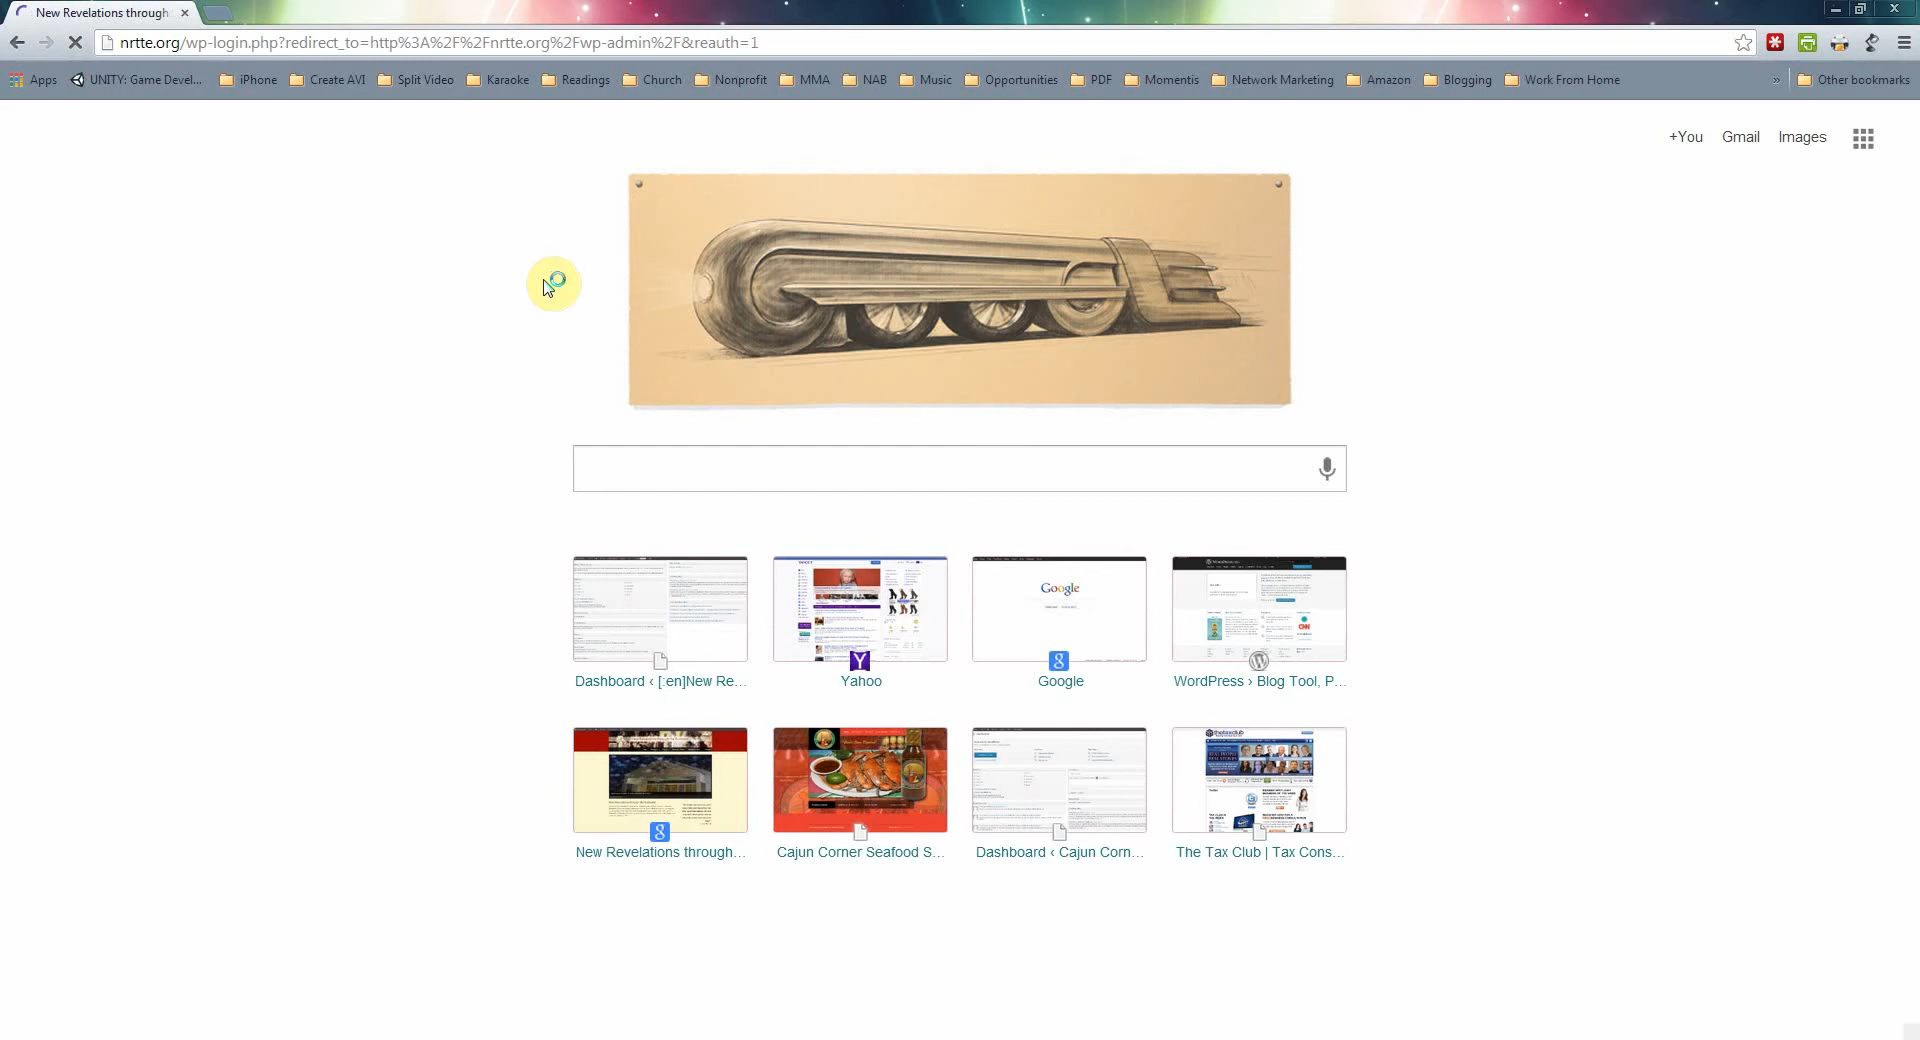 New Revelations through
nrtte.org/wp-login.php?redirect_to=http%3A%2F%2Fnrtte.org%2Fwp-admin%2F&reauth=1
Apps UNITY: Game Devel... iPhone Create AVI Split Video Karaoke Readings Church Nonprofit MMA NAB Music Opportunities PDF Momentis Network Marketing Amazon Blogging Work From Home » Other bookmarks
+You Gmail Images
Google
Dashboard ‹ [:en]New Re... Yahoo Google WordPress › Blog Tool, P...
New Revelations through... Cajun Corner Seafood S... Dashboard ‹ Cajun Corn... The Tax Club | Tax Cons...